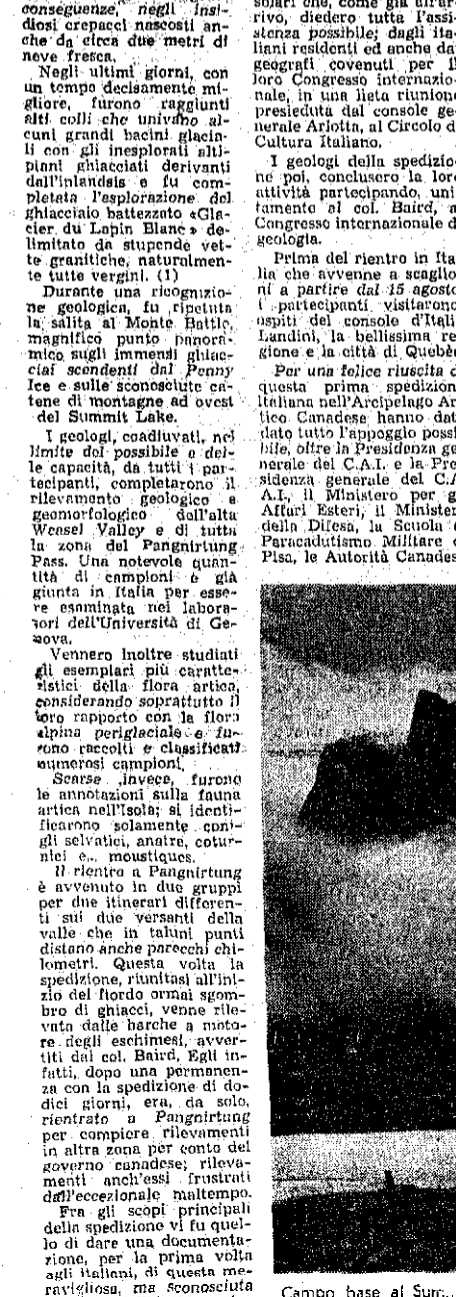 conseguenze, negli insi-
diosi crepacci nascosti an-
che da circa due metri di
neve fresca.
Negli ultimi giorni, con
un tempo decisamente mi-
gliore, furono raggiunti
alti colli che univano al-
cuni grandi bacini glacia-
li con gli inesplorati alti-
piani ghiacciati derivanti
dall'inlandsis e fu com-
pletata l'esplorazione del
ghiacciaio battezzato «Gla-
cier du Lapin Blanc» de-
limitato da stupende vet-
te granitiche, naturalmen-
te tutte vergini. (1)
Durante una ricognizio-
ne geologica, fu ripetuta
la salita al Monte Battle,
magnifico punto panora-
mico sugli immensi ghiac-
ciai scendenti dal Penny
Ice e sulle sconosciute ca-
tene di montagne ad ovest
del Summit Lake.
I geologi, coadiuvati, nel
limite del possibile e del-
le capacità, da tutti i par-
tecipanti, completarono il
rilevamento geologico e
geomorfologico dell'alta
Weasel Valley e di tutta
la zona del Pangnirtung
Pass. Una notevole quan-
tità di campioni è già
giunta in Italia per esse-
re esaminata nei labora-
tori dell'Università di Ge-
nova.
Vennero inoltre studiati
gli esemplari più caratte-
ristici della flora artica,
considerando soprattutto il
loro rapporto con la flora
alpina periglaciale e fu-
rono raccolti e classificati
numerosi campioni.
Scarse invece, furono
le annotazioni sulla fauna
artica nell'Isola; si identi-
ficarono solamente coni-
gli selvatici, anatre, cotur-
nici e... moustiques.
Il rientro a Pangnirtung
è avvenuto in due gruppi
per due itinerari differen-
ti sui due versanti della
valle che in taluni punti
distano anche parecchi chi-
lometri. Questa volta la
spedizione, riunitasi all'ini-
zio del fiordo ormai sgom-
bro di ghiacci, venne rile-
vata dalle barche a moto-
re degli eschimesi, avver-
titi dal col. Baird. Egli in-
fatti, dopo una permanen-
za con la spedizione di do-
dici giorni, era, da solo,
rientrato a Pangnirtung
per compiere rilevamenti
in altra zona per conto del
governo canadese; rileva-
menti anch'essi frustrati
dall'eccezionale maltempo.
Fra gli scopi principali
della spedizione vi fu quel-
lo di dare una documenta-
zione, per la prima volta
agli italiani, di questa me-
ravigliosa, ma sconosciuta
solari che, come già all'ar-
rivo, diedero tutta l'assi-
stenza possibile; dagli ita-
liani residenti ed anche da
geografi covenuti per il
loro Congresso internazio-
nale, in una lieta riunione
presieduta dal console ge-
nerale Arlotta, al Circolo d
Cultura Italiano.
I geologi della spedizio-
ne poi, conclusero la loro
attività partecipando, uni
tamente al col. Baird, a
Congresso internazionale d
geologia.
Prima del rientro in Ita
lia che avvenne a scaglio
ni a partire dal 15 agosto
i partecipanti visitarono
ospiti del console d'Itali
Landini, la bellissima re
gione e la città di Quebèc
Per una felice riuscita d
questa prima spedizion
italiana nell'Arcipelago Ar
tico Canadese hanno dat
dato tutto l'appoggio possi
bile, oltre la Presidenza ge
nerale del C.A.I. e la Pre
sidenza generale del C.A
A.I., il Ministero per g
Affari Esteri, il Minister
della Difesa, la Scuola d
Paracadutismo Militare d
Pisa, le Autorità Canades
Campo base al Sum